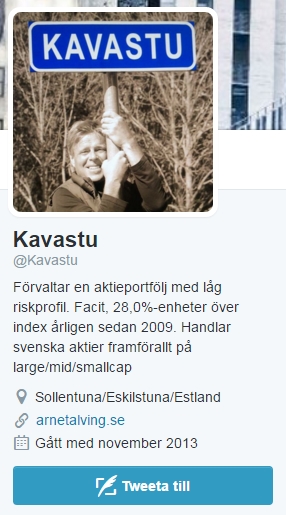 KAVASTU
Kavastu
@Kavastu
Förvaltar en aktieportfölj med låg
riskprofil. Facit, 28,0%-enheter över
index årligen sedan 2009. Handlar
svenska aktier framförallt på
large/mid/smallcap
Sollentuna/Eskilstuna/Estland
arnetalving.se
Gått med november 2013
Tweeta till